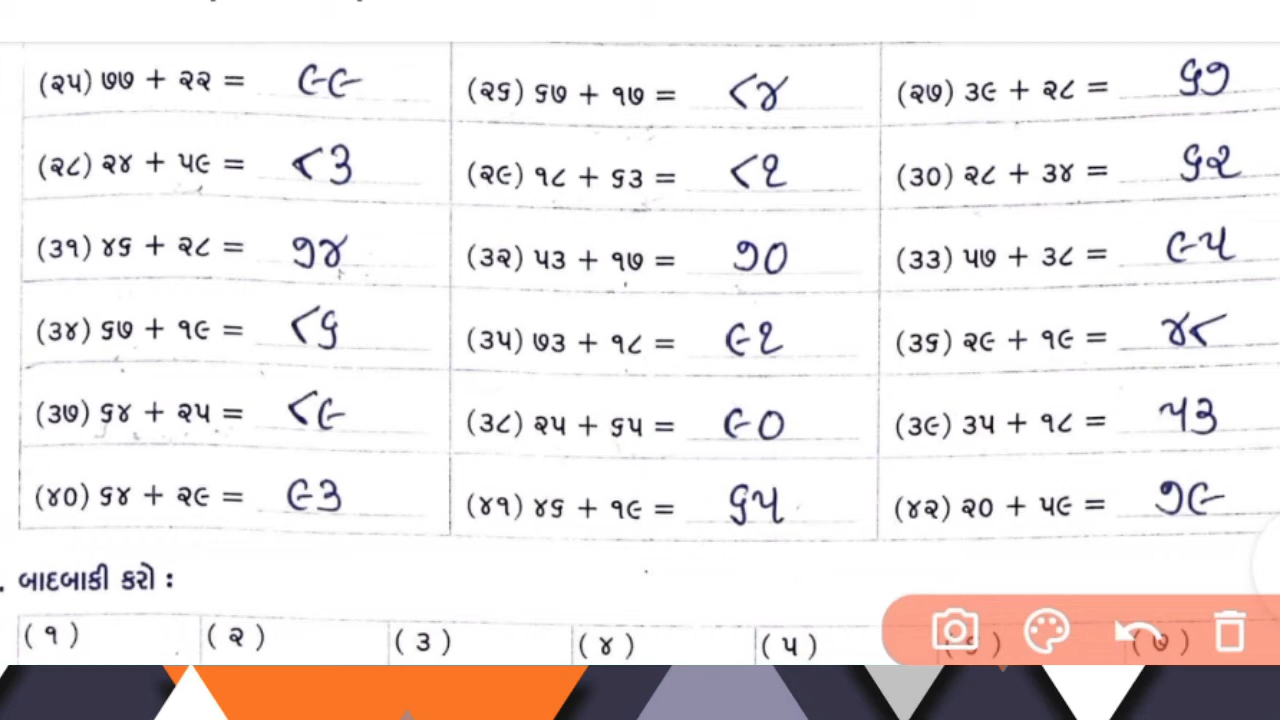 (૨૫) ૭૭ + ૨૨ = ૯૯ (૨૬) ૬૭ + ૧૭ = ૮૪ (૨૭) ૩૯ + ૨૮ = ૬૭
(૨૮) ૨૪ + ૫૯ = ૮૩ (૨૯) ૧૮ + ૬૩ = ૮૧ (૩૦) ૨૮ + ૩૪ = ૬૨
(૩૧) ૪૬ + ૨૮ = ૭૪ (૩૨) ૫૩ + ૧૭ = ૭૦ (૩૩) ૫૭ + ૩૮ = ૯૫
(૩૪) ૬૭ + ૧૯ = ૮૬ (૩૫) ૭૩ + ૧૮ = ૯૧ (૩૬) ૨૯ + ૧૯ = ૪૮
(૩૭) ૬૪ + ૨૫ = ૮૯ (૩૮) ૨૫ + ૬૫ = ૯૦ (૩૯) ૩૫ + ૧૮ = ૫૩
(૪૦) ૬૪ + ૨૯ = ૯૩ (૪૧) ૪૬ + ૧૯ = ૬૫ (૪૨) ૨૦ + ૫૯ = ૭૯
. બાદબાકી કરો :
(૧) (૨) (૩) (૪) (૫) (૬) (૭)